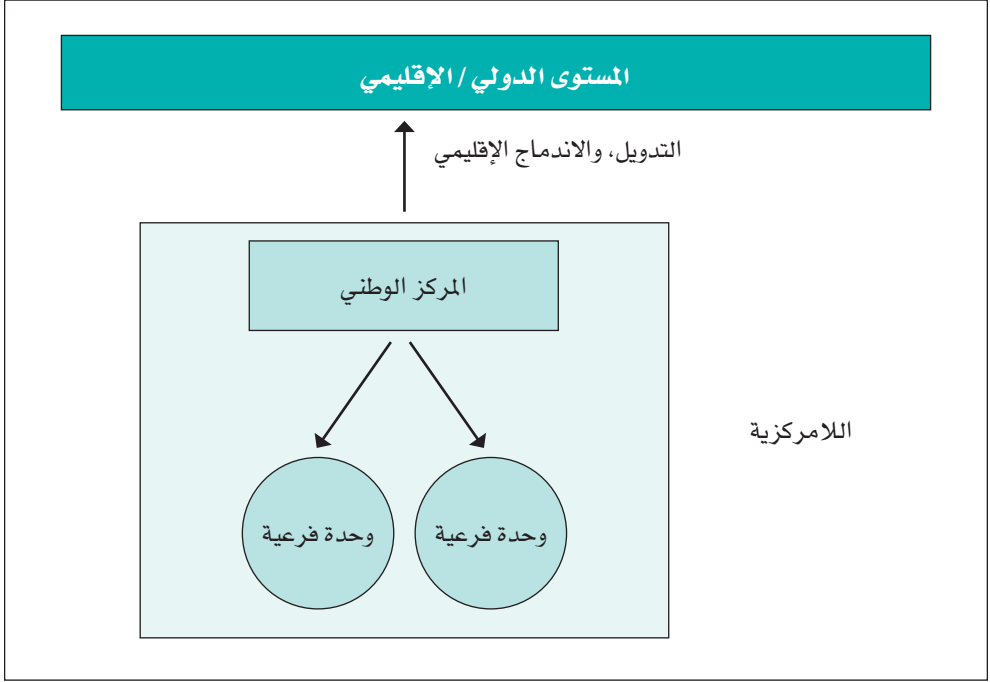 المستوى الدولي / الإقليمي
التدويل، والاندماج الإقليمي
المركز الوطني
اللامركزية
وحدة فرعية
وحدة فرعية